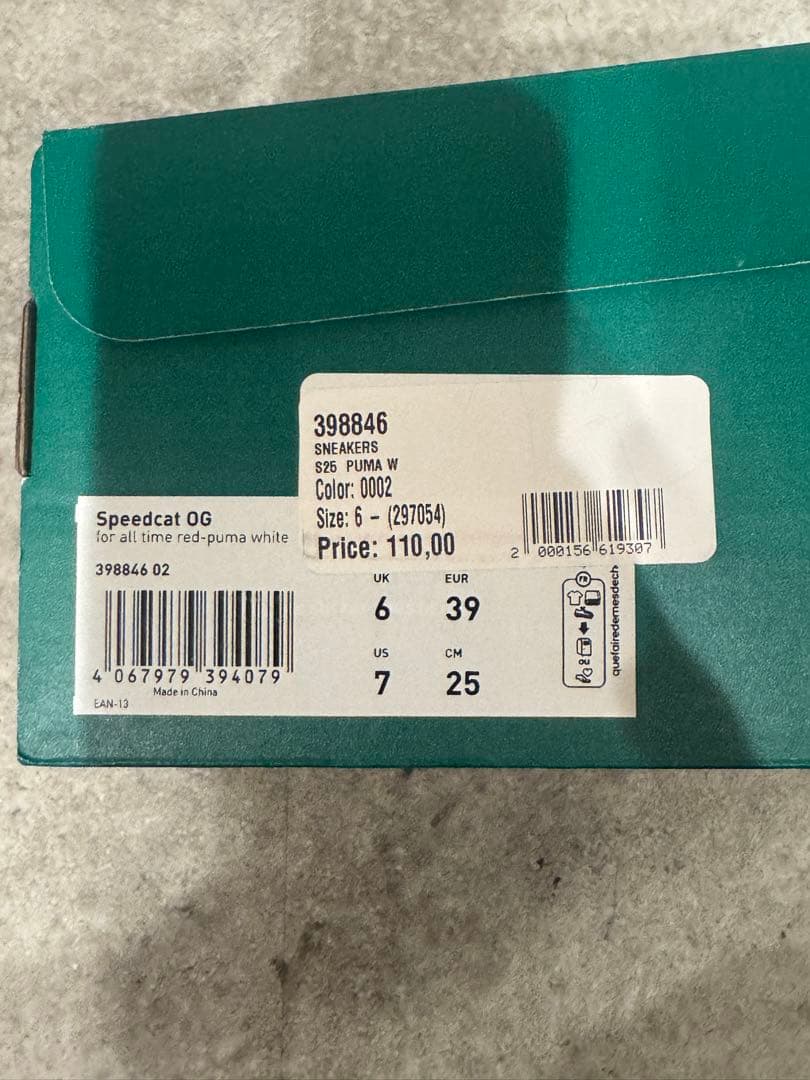 398846
SNEAKERS
S25 PUMA W
Color: 0002
Size: 6 - (297054)
Price: 110,00
2 000156 619307
Speedcat OG
for all time red-puma white
398846 02
4 067979 394079
Made in China
EAN-13
UK EUR
6 39
US CM
7 25
FR
quefairedemesdech